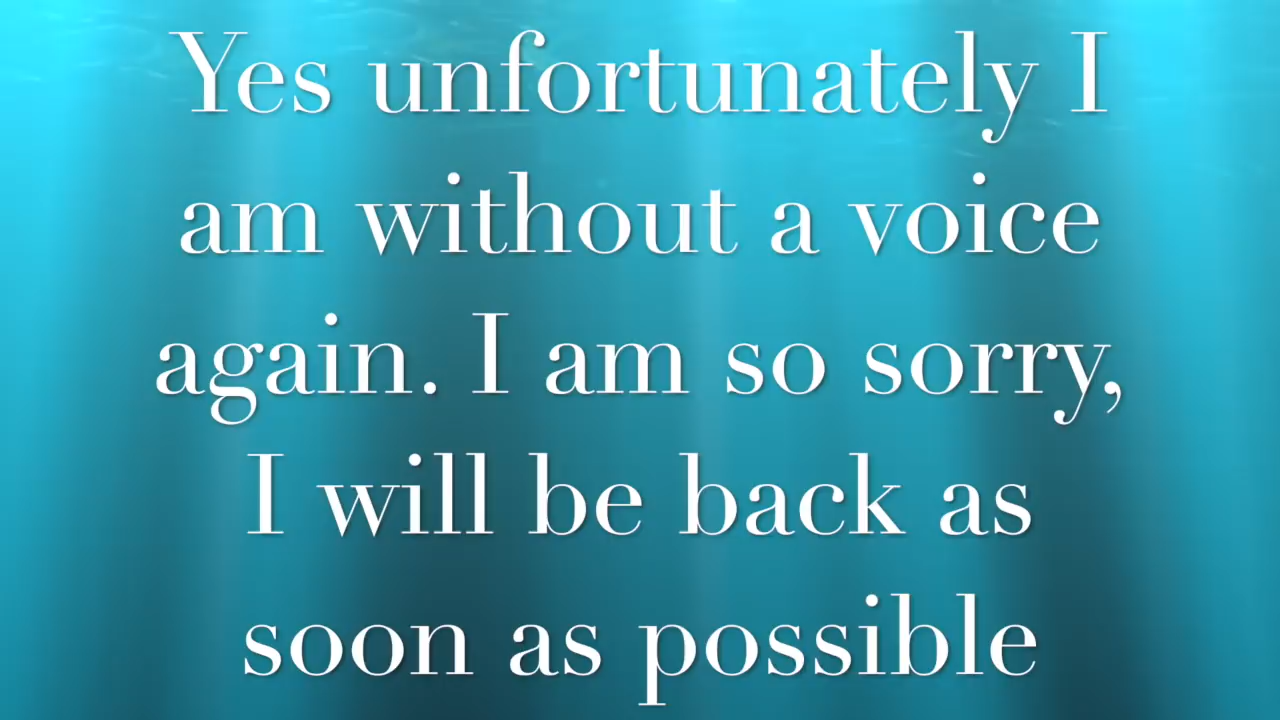 Yes unfortunately I
am without a voice
again. I am so sorry,
I will be back as
soon as possible